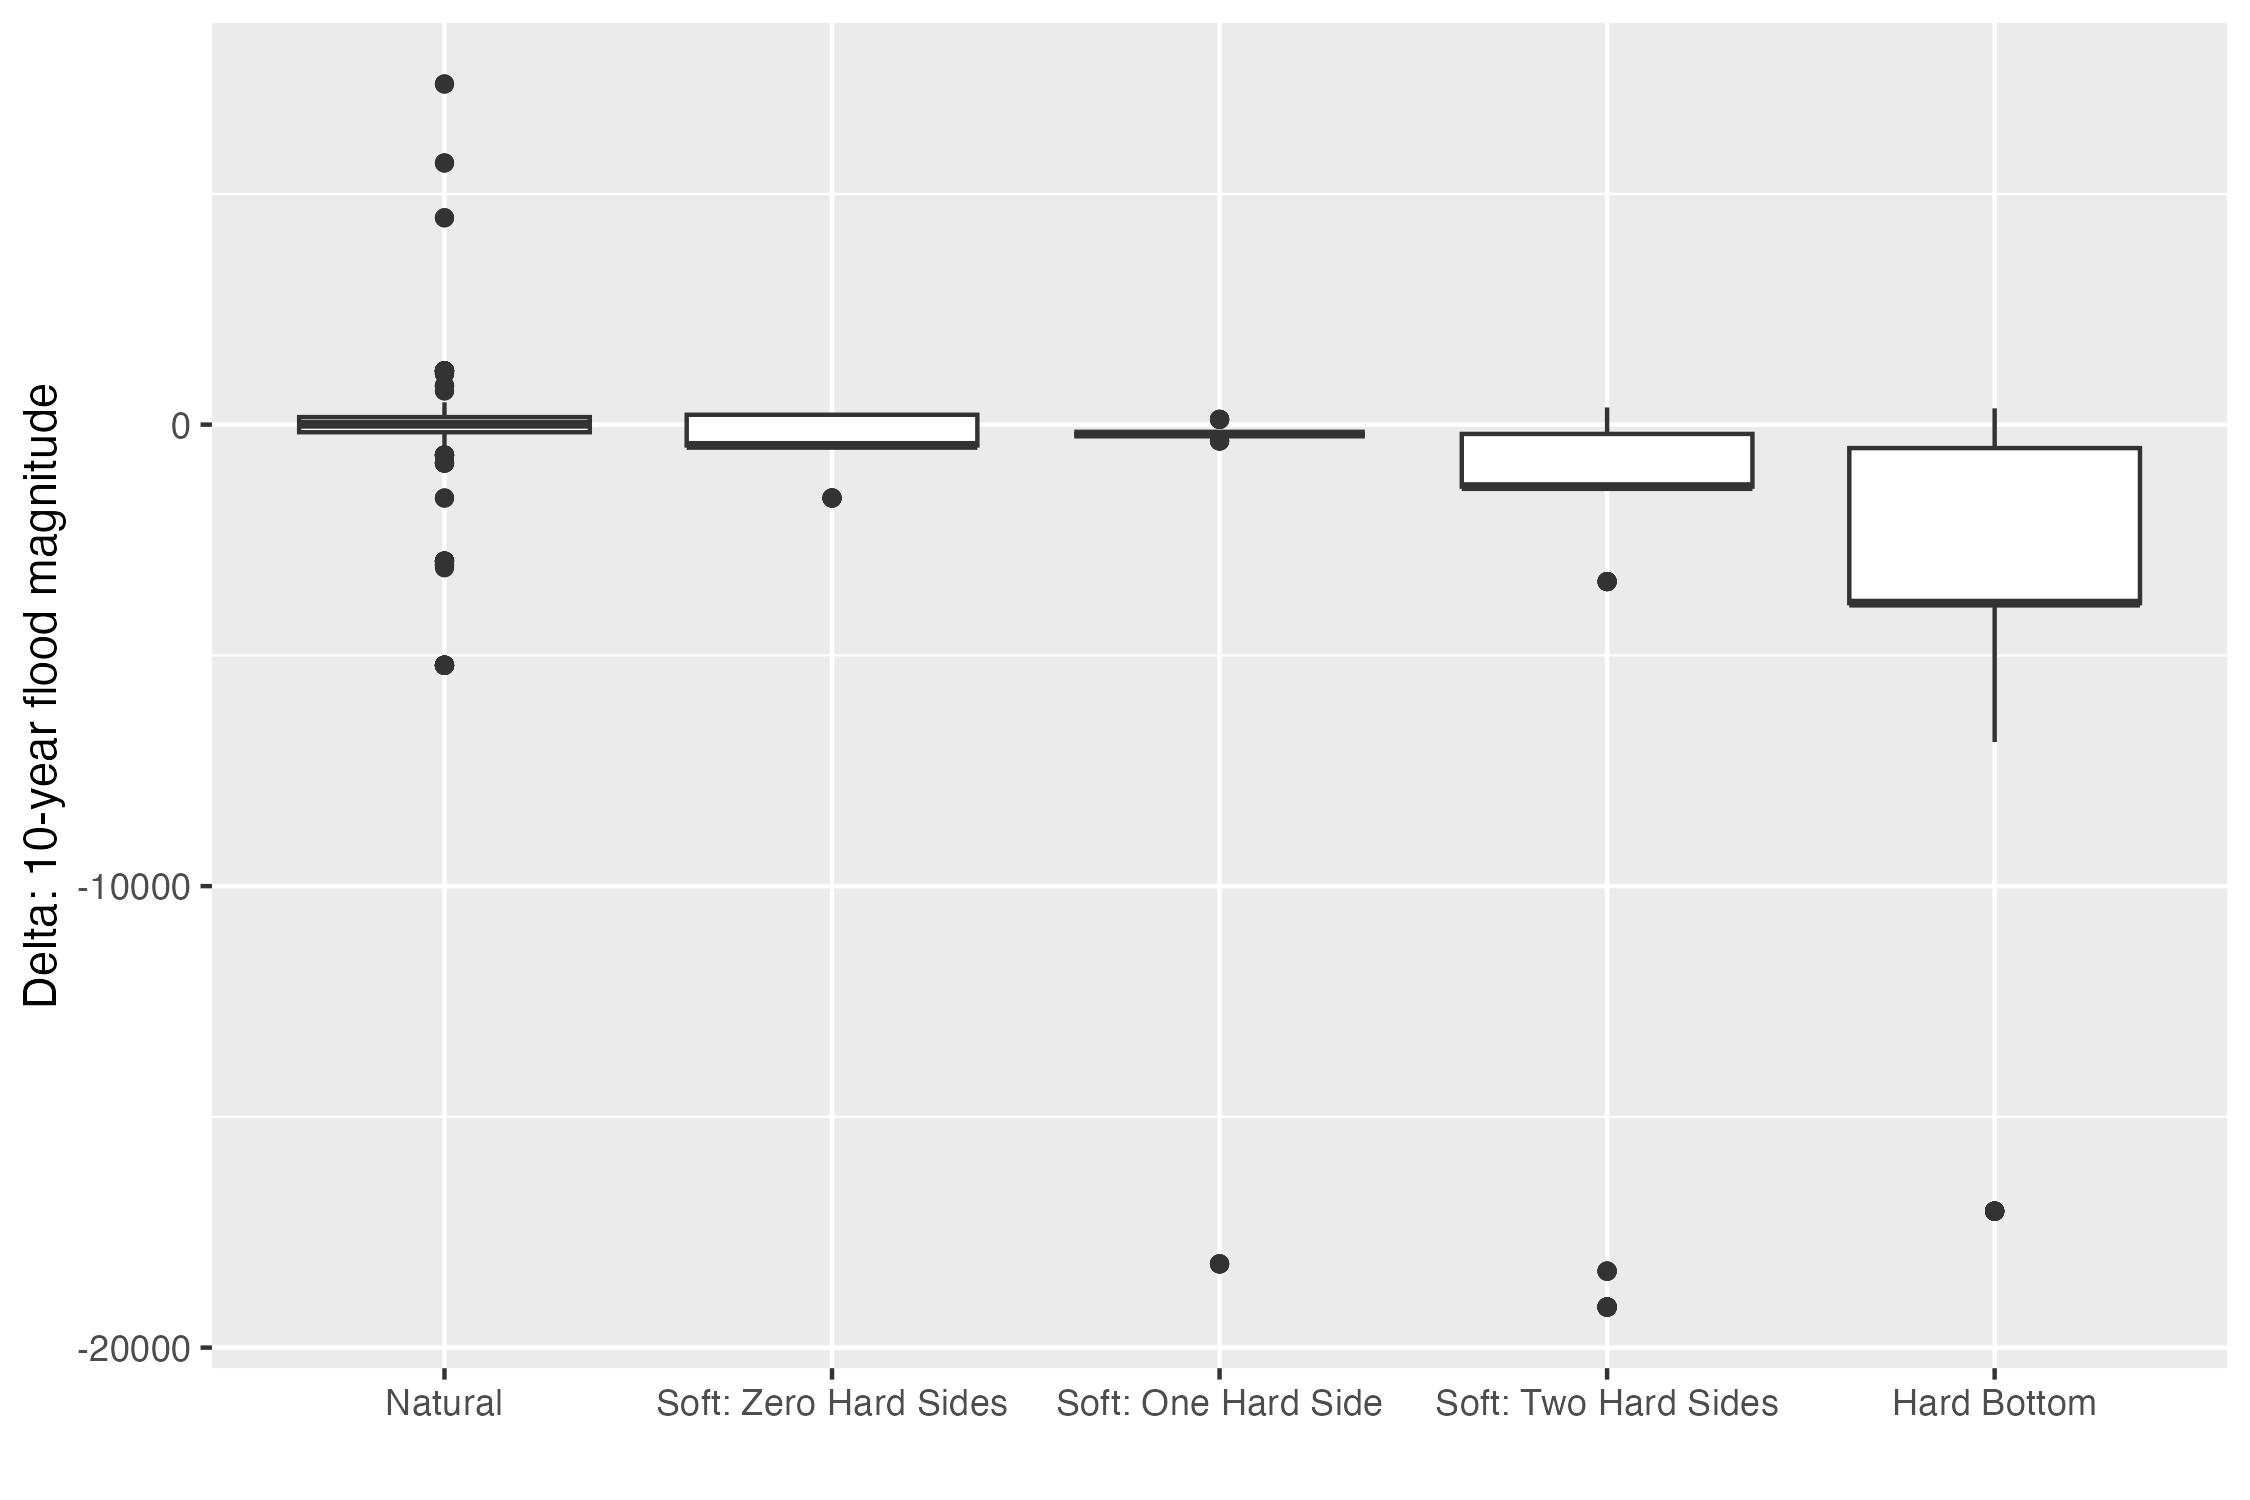 Delta: 10-year flood magnitude
0
-10000
-20000
Natural
Soft: Zero Hard Sides
Soft: One Hard Side
Soft: Two Hard Sides
Hard Bottom